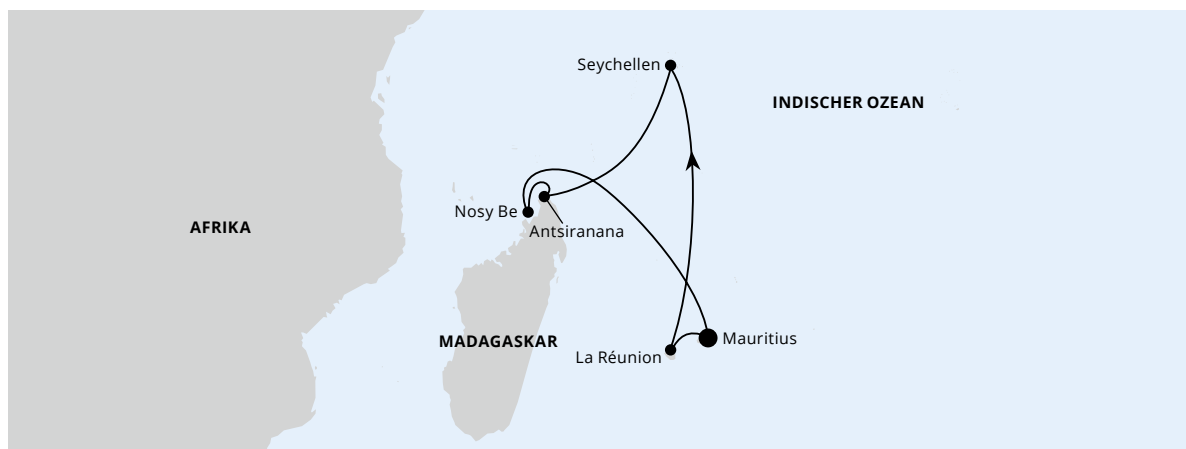 Seychellen
INDISCHER OZEAN
Nosy Be
AFRIKA
Antsiranana
MADAGASKAR
Mauritius
La Réunion